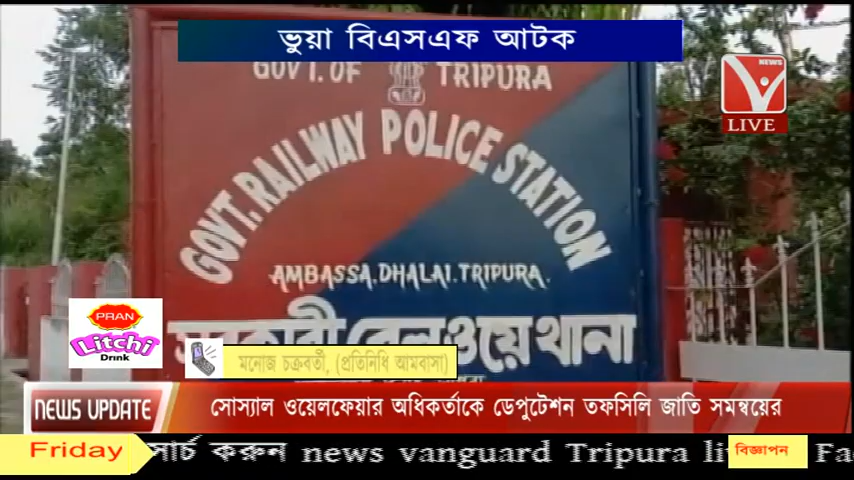 ভুয়া বিএসএফ আটক
GOVT. OF TRIPURA
NEWS
V
LIVE
GOVT. RAILWAY POLICE STATION
AMBASSA, DHALAI. TRIPURA.
সরকারী রেলওয়ে থানা
PRAN
Litchi
DRINK
মনোজ চক্রবর্তী, (প্রতিনিধি আমবাসা)
NEWS UPDATE
সোস্যাল ওয়েলফেয়ার অধিকর্তাকে ডেপুটেশন তফসিলি জাতি সমন্বয়ের
Friday
সার্চ করুন news vanguard Tripura li
বিজ্ঞাপন
Fa